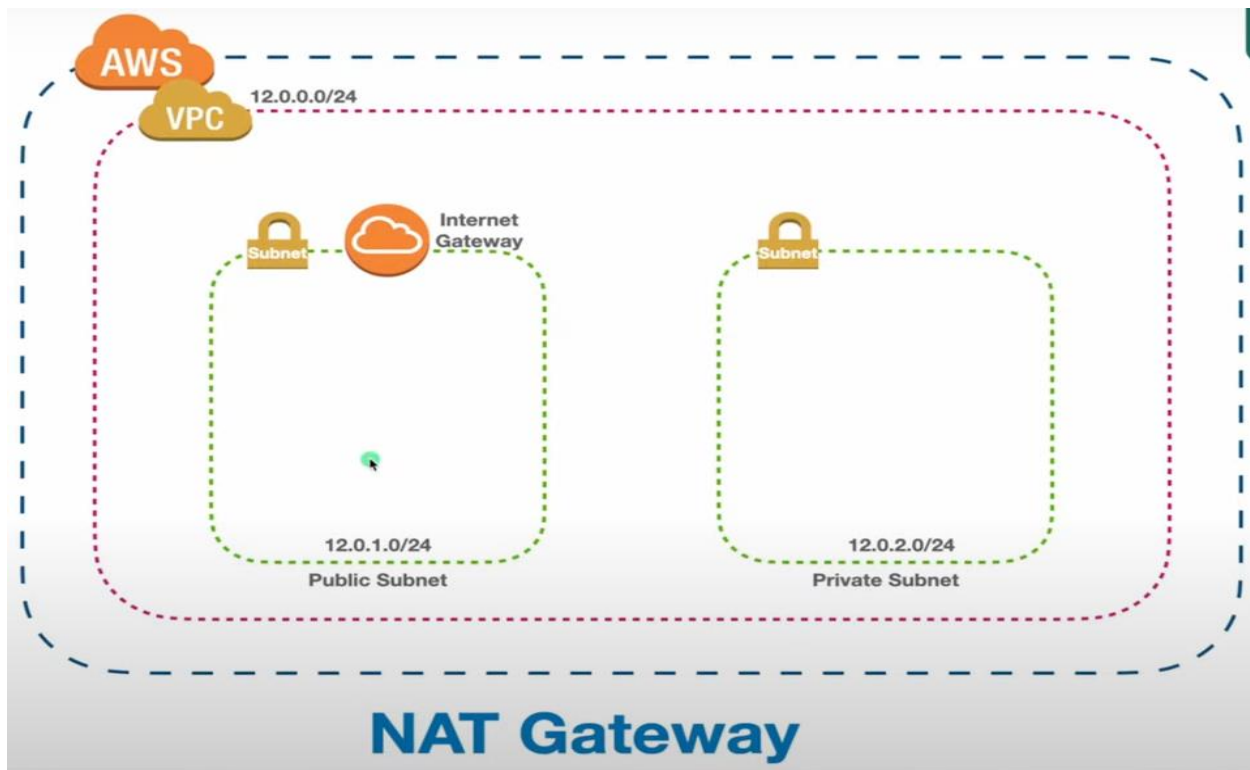 AWS
VPC
12.0.0.0/24
Subnet
Internet
Gateway
Subnet
12.0.1.0/24
Public Subnet
12.0.2.0/24
Private Subnet
NAT Gateway